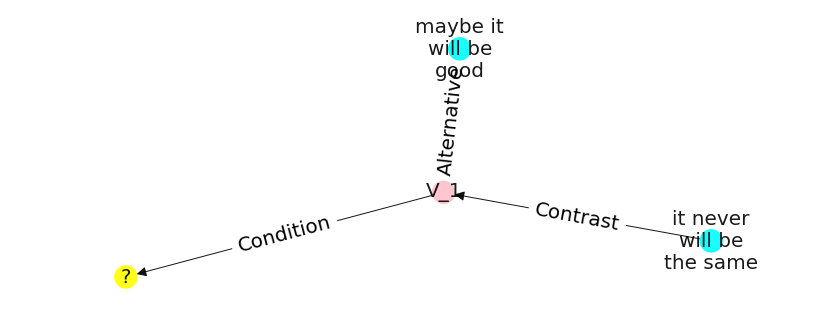 maybe it
will be
good
Alternative
V_1
Contrast
it never
will be
the same
Condition
?